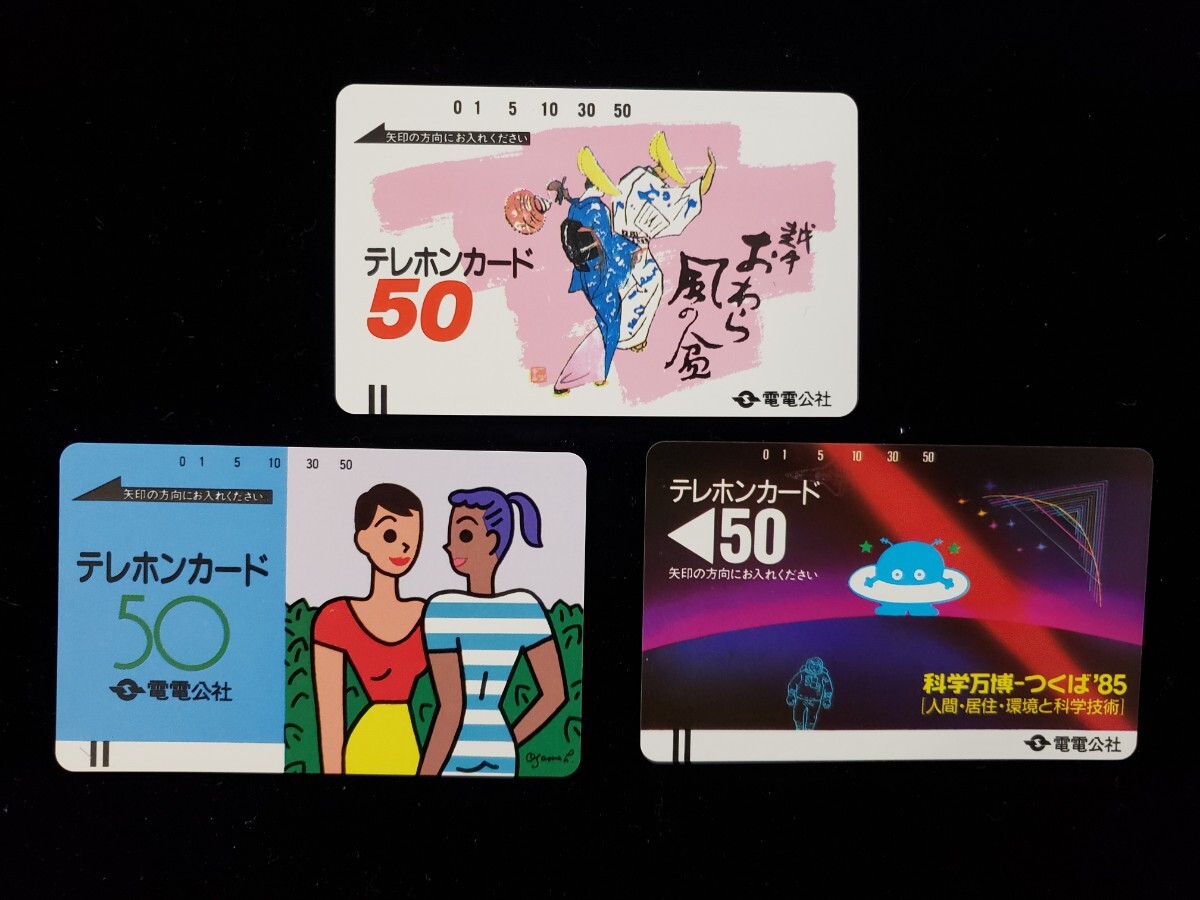 0 1 5 10 30 50
矢印の方向にお入れください
テレホンカード
50
越中
おわら
風の盆
電電公社
0 1 5 10 30 50
矢印の方向にお入れください
テレホンカード
50
電電公社
0 1 5 10 30 50
テレホンカード
50
矢印の方向にお入れください
科学万博-つくば'85
[人間・居住・環境と科学技術]
電電公社